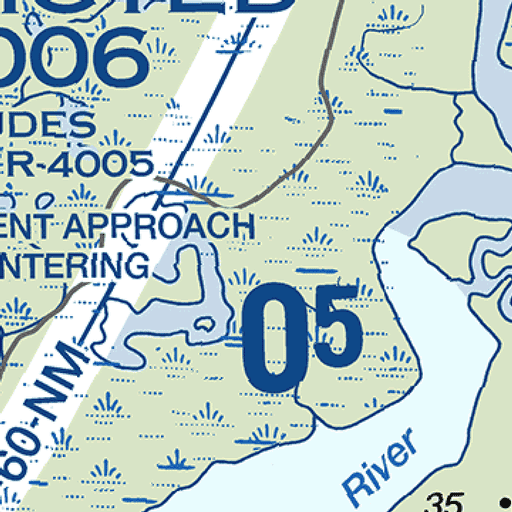 006
UDES
R-4005
ENT APPROACH
NTERING
05
60-NM
River
35